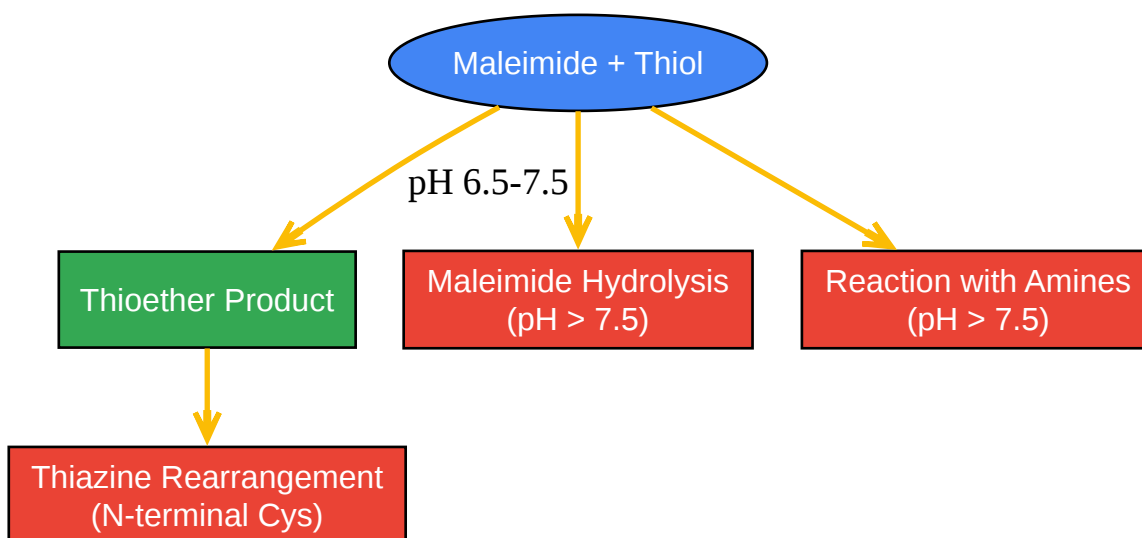 Maleimide + Thiol
pH 6.5-7.5
Thioether Product
Maleimide Hydrolysis
(pH > 7.5)
Reaction with Amines
(pH > 7.5)
Thiazine Rearrangement
(N-terminal Cys)